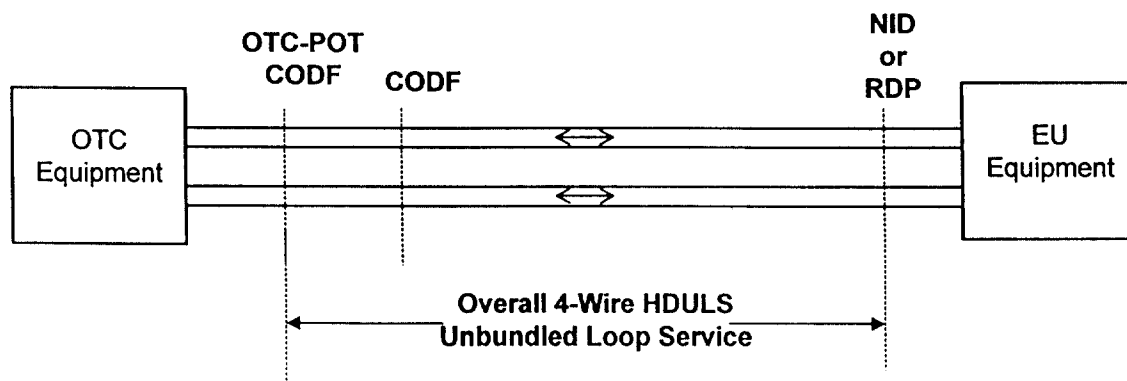 OTC-POT
CODF
CODF
NID
or
RDP
OTC
Equipment
EU
Equipment
Overall 4-Wire HDULS
Unbundled Loop Service